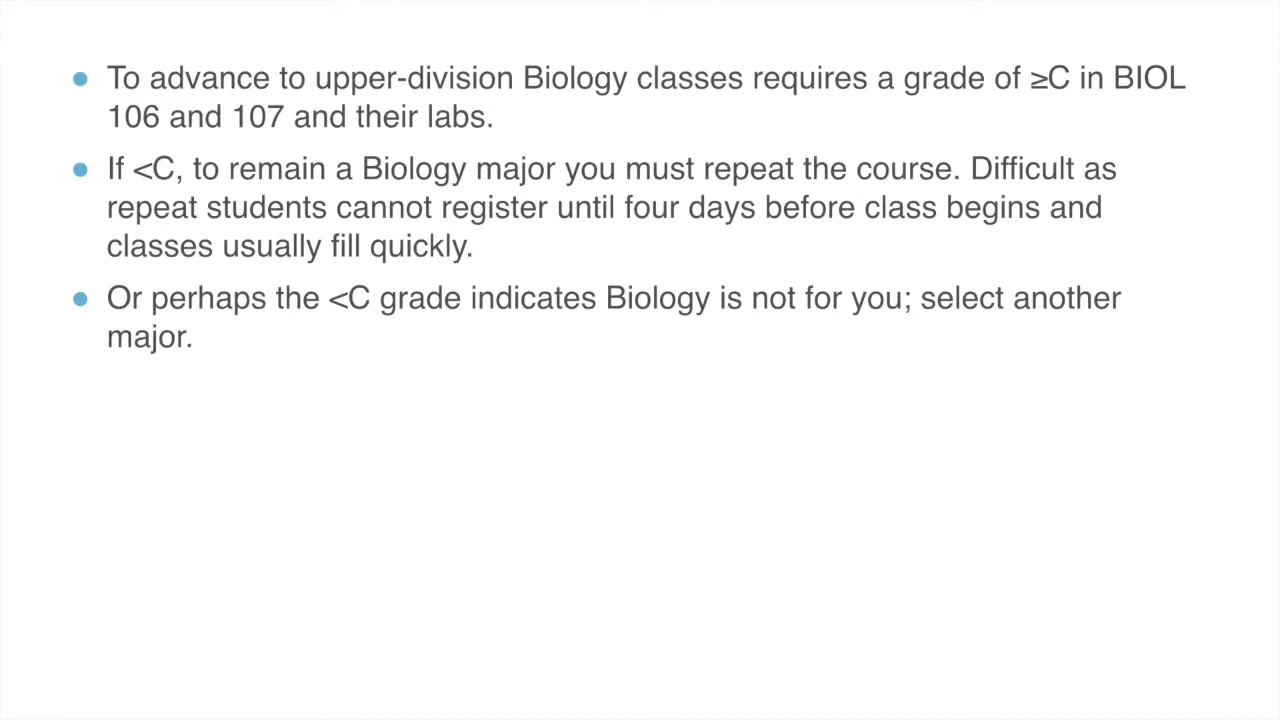 ● To advance to upper-division Biology classes requires a grade of ≥C in BIOL
106 and 107 and their labs.
● If <C, to remain a Biology major you must repeat the course. Difficult as
repeat students cannot register until four days before class begins and
classes usually fill quickly.
● Or perhaps the <C grade indicates Biology is not for you; select another
major.